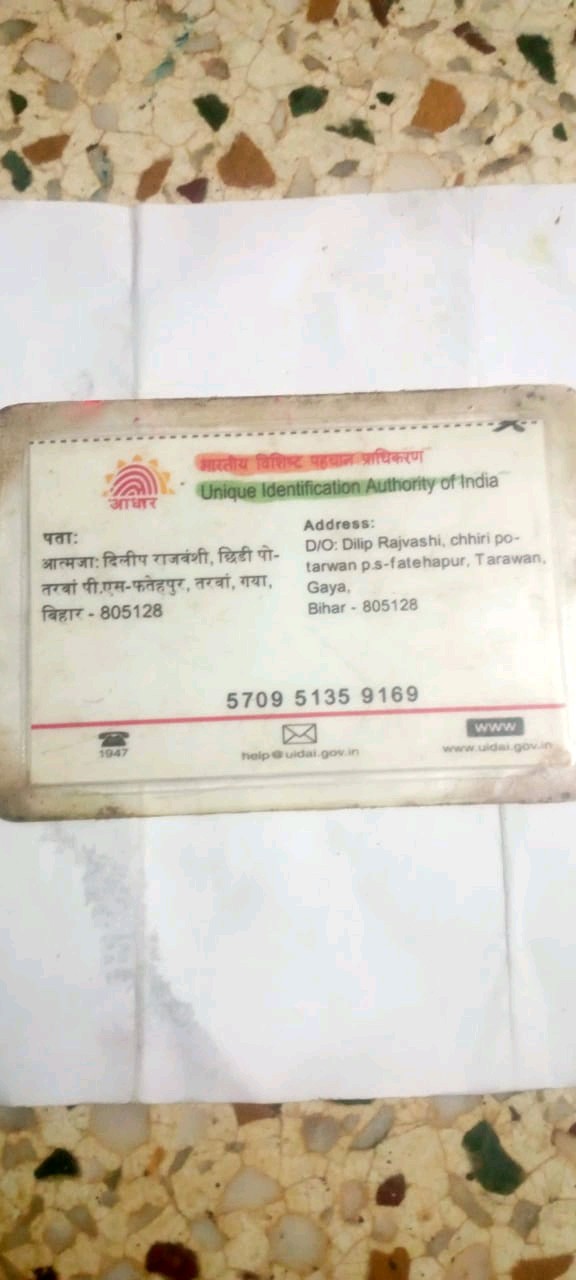 भारतीय विशिष्ट पहचान प्राधिकरण
Unique Identification Authority of India
आधार
पता:
आत्मजा: दिलीप राजवंशी, छिडी पो-
तरवां पी.एस-फतेहपुर, तरवां, गया,
बिहार - 805128
Address:
D/O: Dilip Rajvashi, chhiri po-
tarwan p.s-fatehapur, Tarawan,
Gaya,
Bihar - 805128
5709 5135 9169
1947
help@uidai.gov.in
www
www.uidai.gov.in